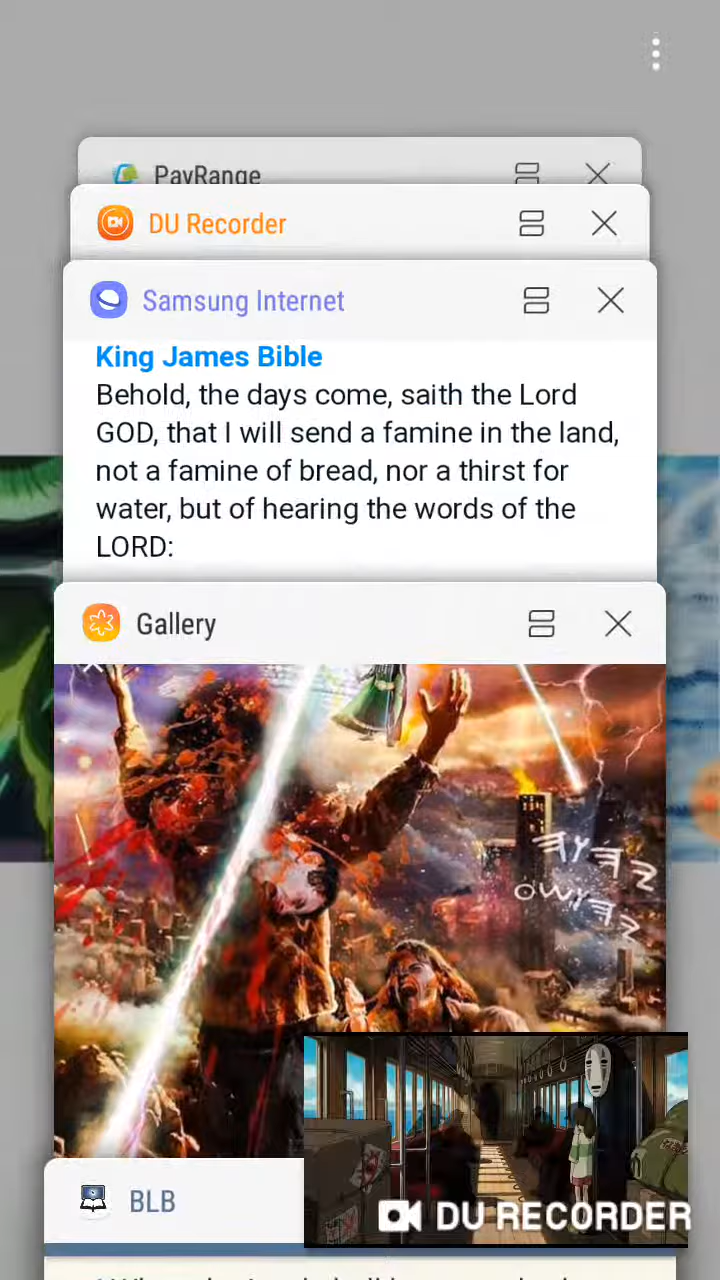 PayRange
DU Recorder
Samsung Internet
King James Bible
Behold, the days come, saith the Lord
GOD, that I will send a famine in the land,
not a famine of bread, nor a thirst for
water, but of hearing the words of the
LORD:
Gallery
BLB
DU RECORDER